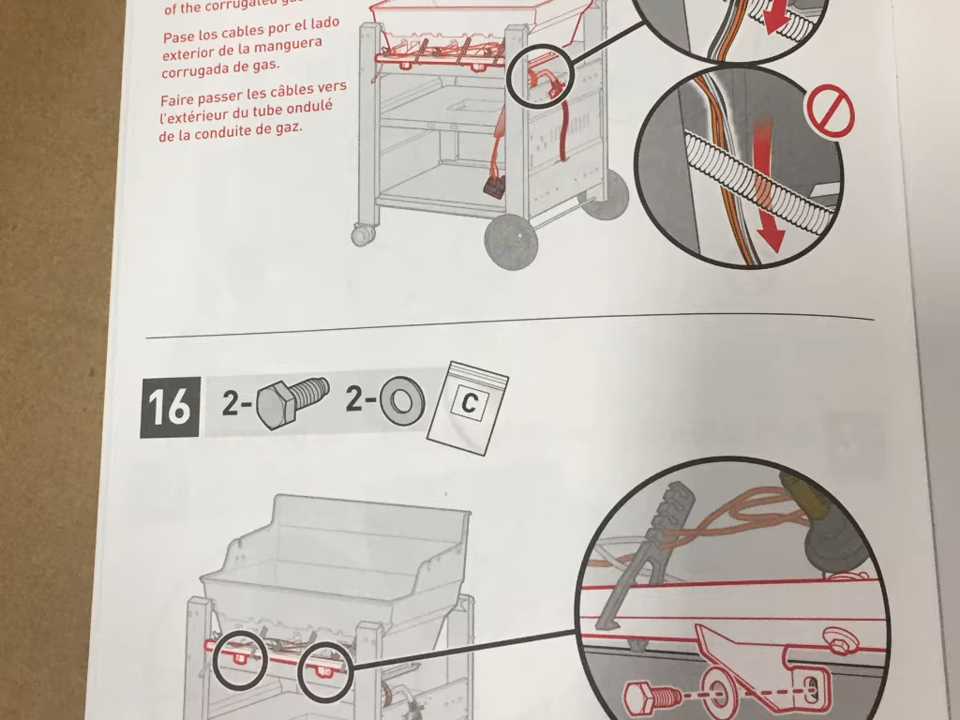 of the corrugated
Pase los cables por el lado
exterior de la manguera
corrugada de gas.
Faire passer les câbles vers
l'extérieur du tube ondulé
de la conduite de gaz.
16 2- 2- C